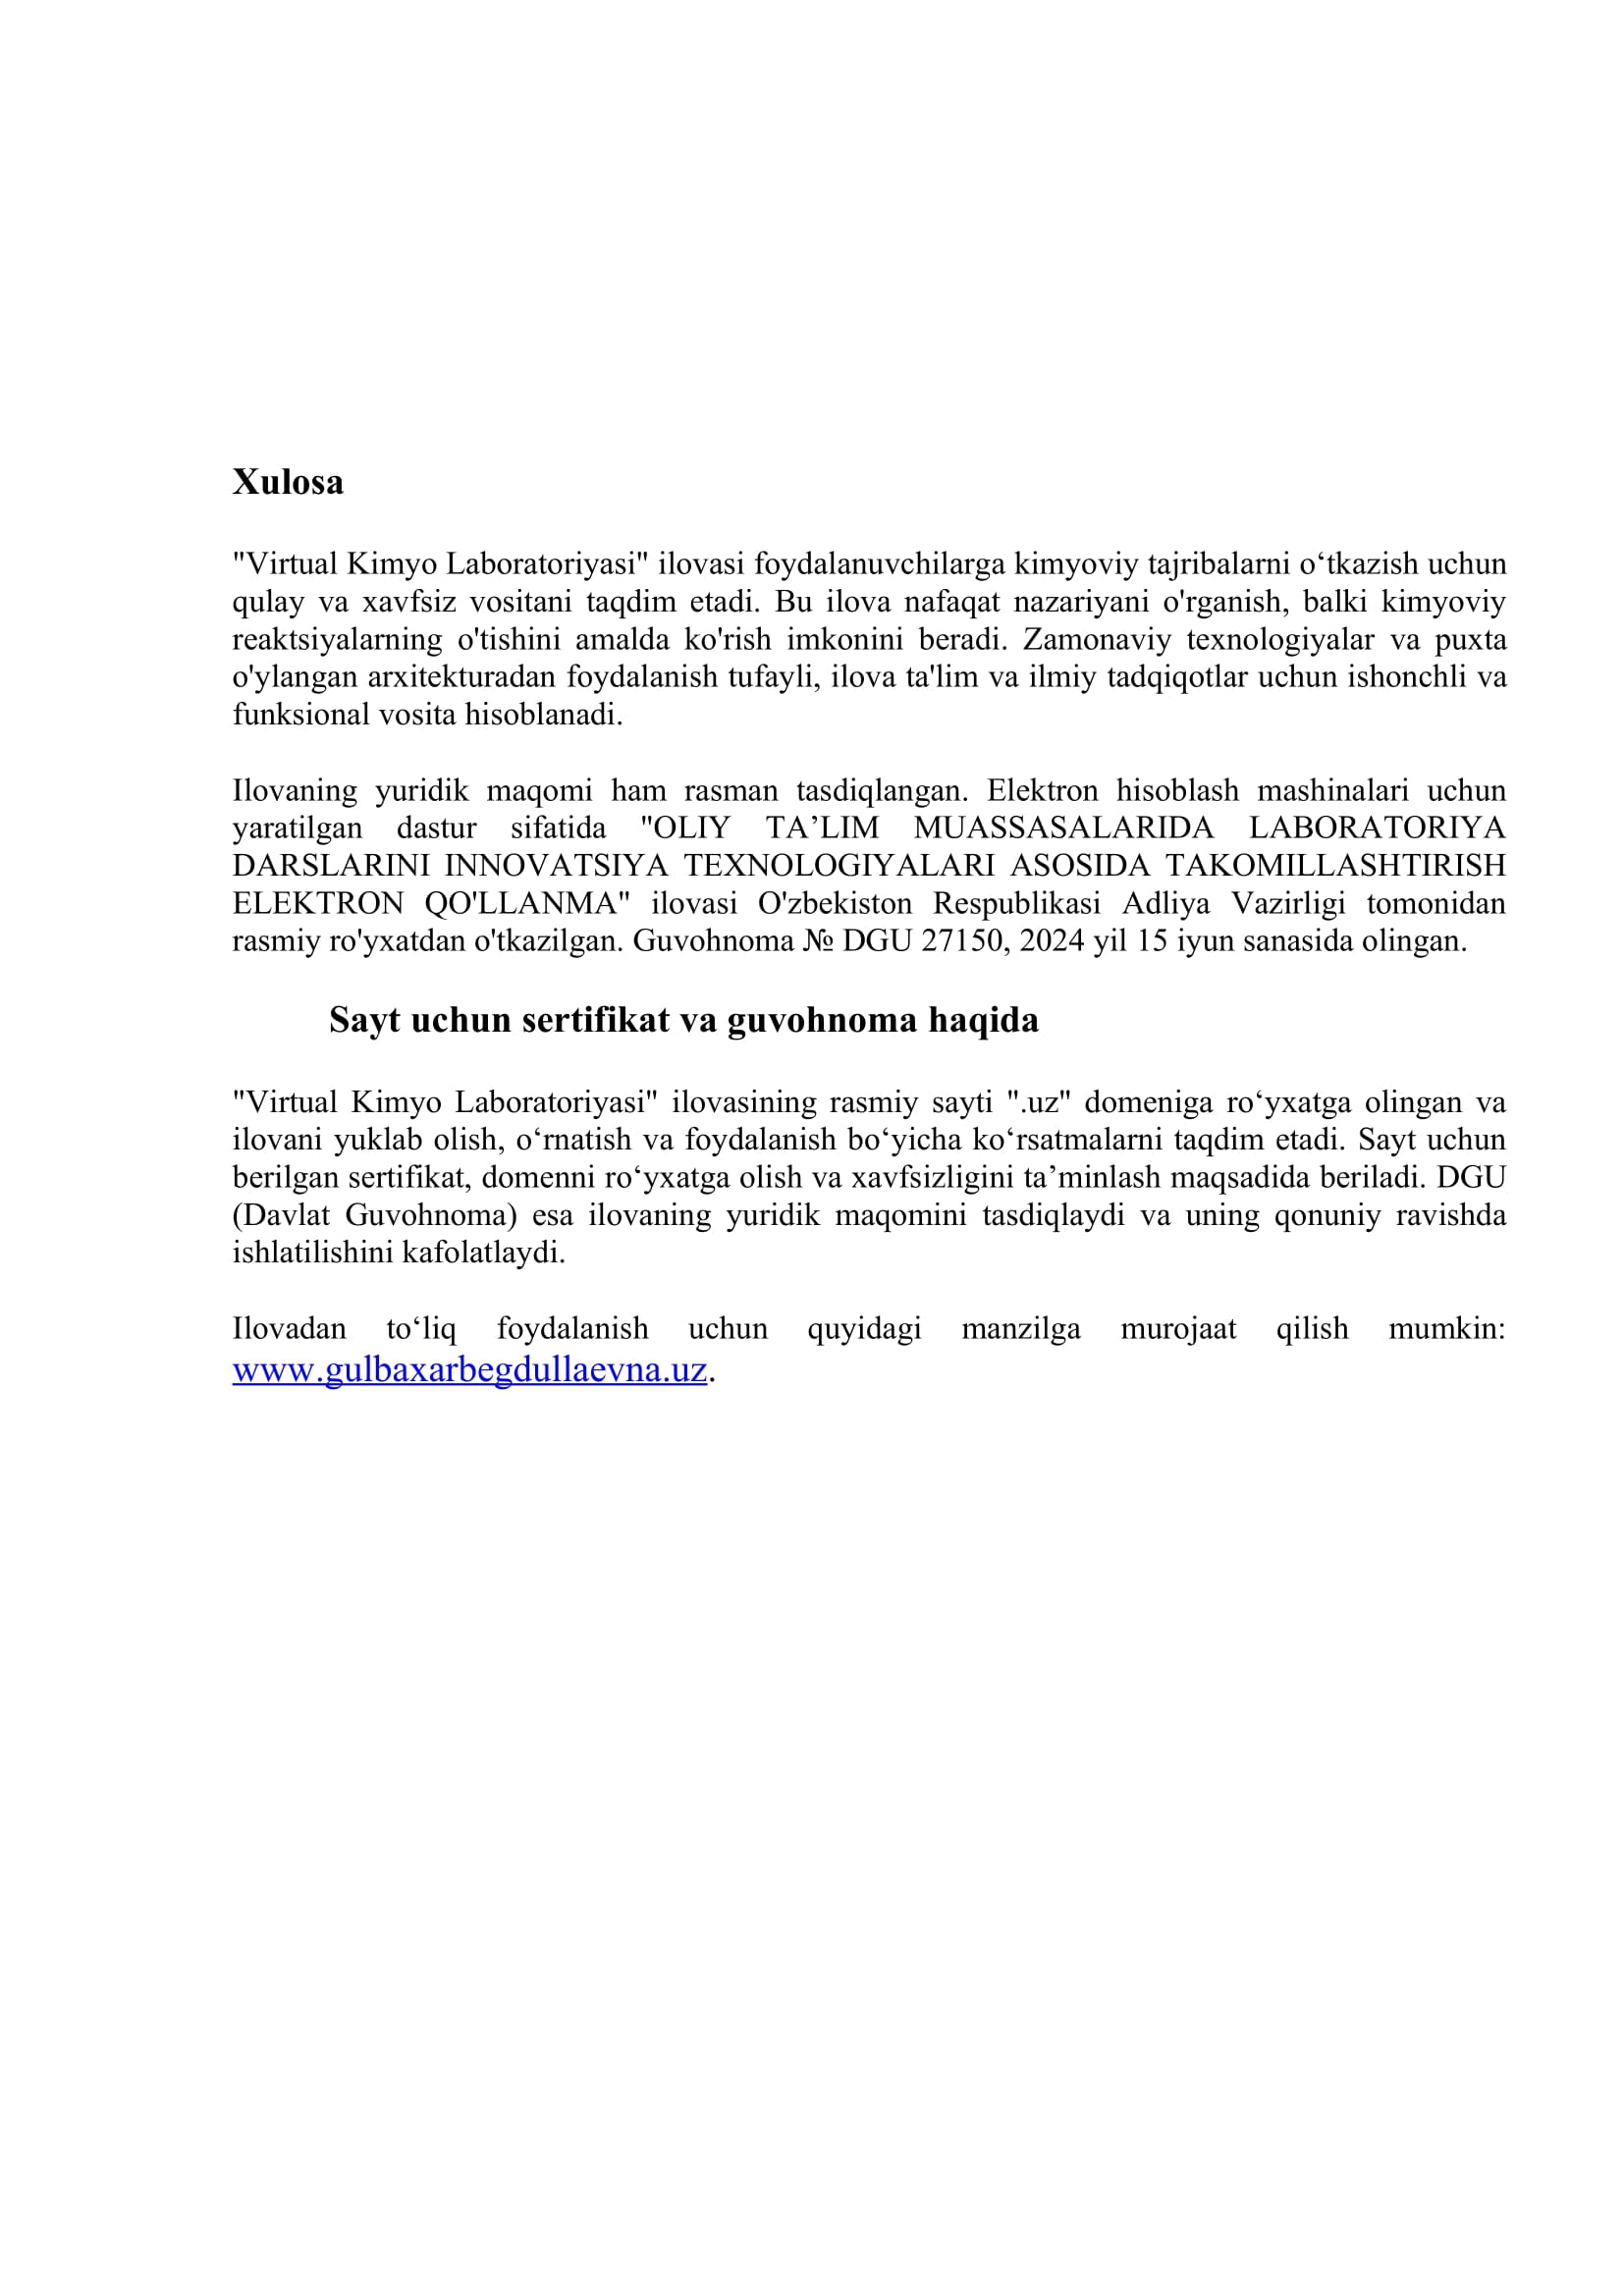 Xulosa
"Virtual Kimyo Laboratoriyasi" ilovasi foydalanuvchilarga kimyoviy tajribalarni o‘tkazish uchun
qulay va xavfsiz vositani taqdim etadi. Bu ilova nafaqat nazariyani o'rganish, balki kimyoviy
reaktsiyalarning o'tishini amalda ko'rish imkonini beradi. Zamonaviy texnologiyalar va puxta
o'ylangan arxitekturadan foydalanish tufayli, ilova ta'lim va ilmiy tadqiqotlar uchun ishonchli va
funksional vosita hisoblanadi.
Ilovaning yuridik maqomi ham rasman tasdiqlangan. Elektron hisoblash mashinalari uchun
yaratilgan dastur sifatida "OLIY TA’LIM MUASSASALARIDA LABORATORIYA
DARSLARINI INNOVATSIYA TEXNOLOGIYALARI ASOSIDA TAKOMILLASHTIRISH
ELEKTRON QO'LLANMA" ilovasi O'zbekiston Respublikasi Adliya Vazirligi tomonidan
rasmiy ro'yxatdan o'tkazilgan. Guvohnoma № DGU 27150, 2024 yil 15 iyun sanasida olingan.
Sayt uchun sertifikat va guvohnoma haqida
"Virtual Kimyo Laboratoriyasi" ilovasining rasmiy sayti ".uz" domeniga ro‘yxatga olingan va
ilovani yuklab olish, o‘rnatish va foydalanish bo‘yicha ko‘rsatmalarni taqdim etadi. Sayt uchun
berilgan sertifikat, domenni ro‘yxatga olish va xavfsizligini ta’minlash maqsadida beriladi. DGU
(Davlat Guvohnoma) esa ilovaning yuridik maqomini tasdiqlaydi va uning qonuniy ravishda
ishlatilishini kafolatlaydi.
Ilovadan to‘liq foydalanish uchun quyidagi manzilga murojaat qilish mumkin:
www.gulbaxarbegdullaevna.uz.